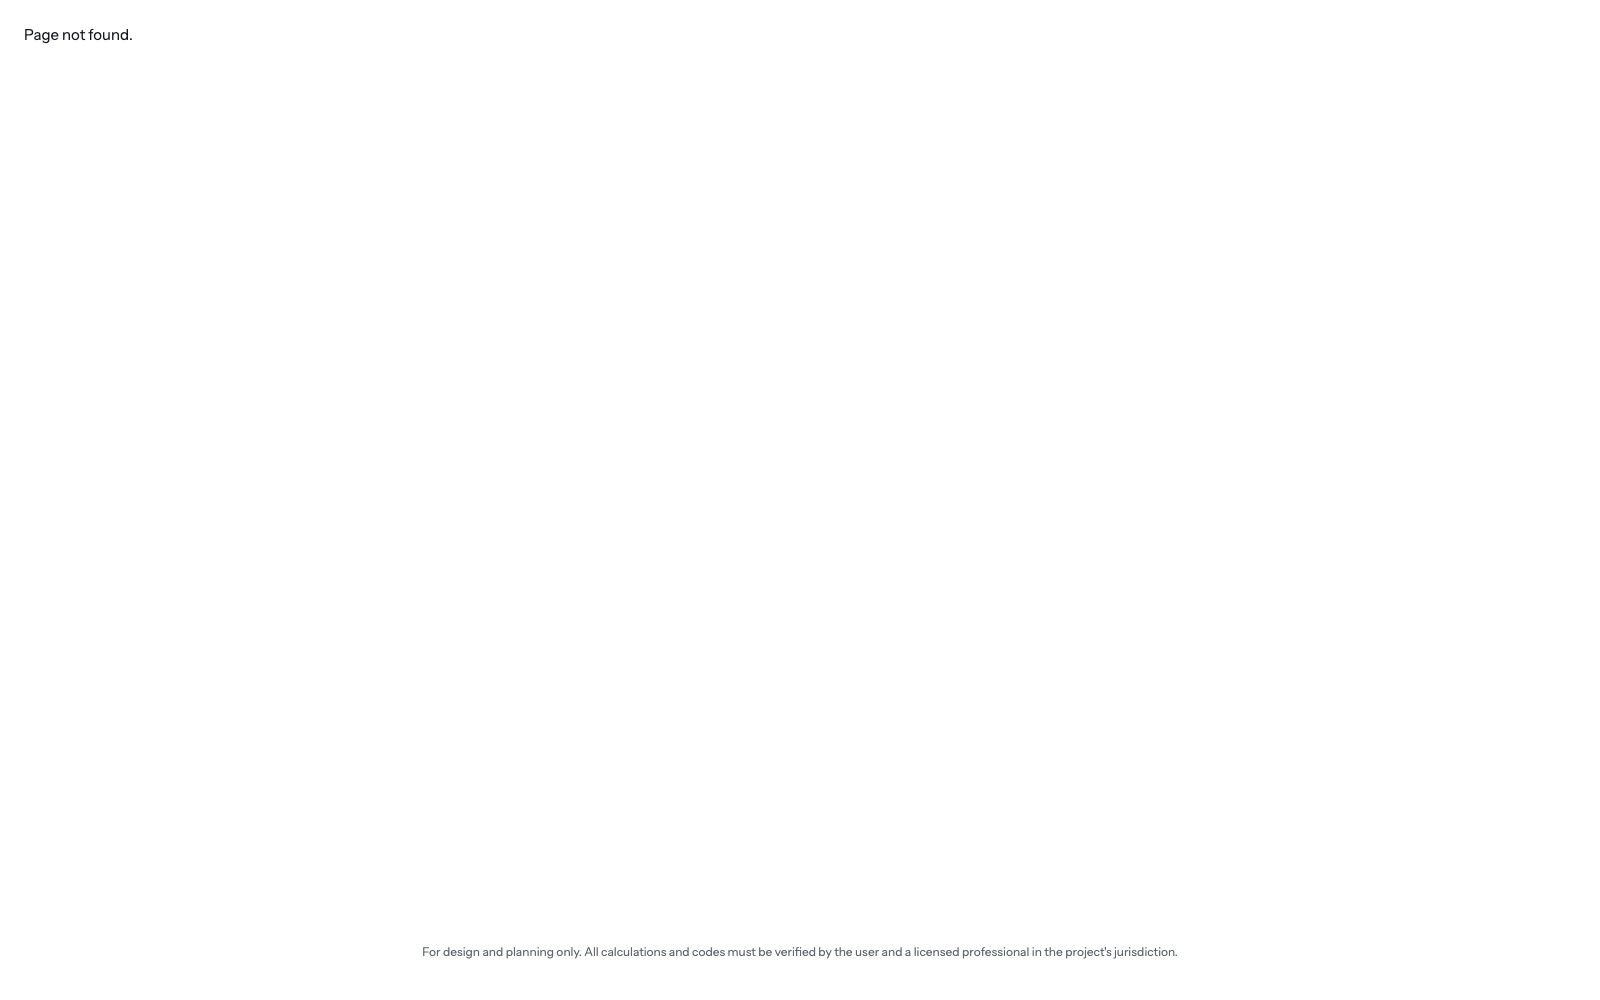 Page not found.
For design and planning only. All calculations and codes must be verified by the user and a licensed professional in the project's jurisdiction.